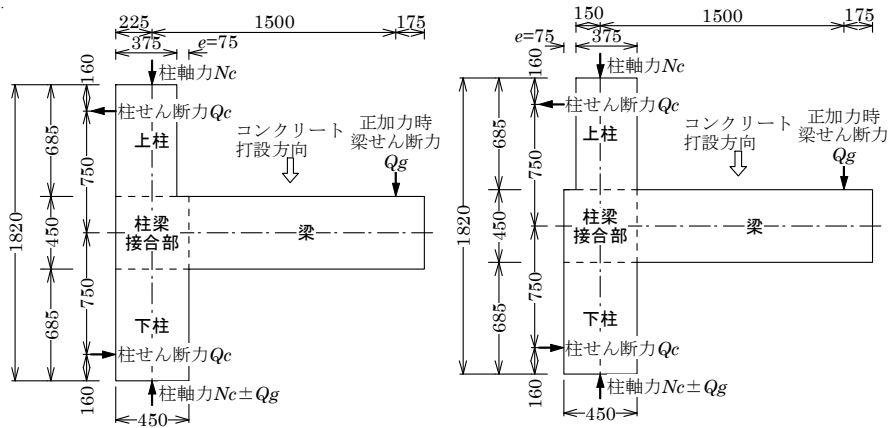 225
1500
175
375
e=75
柱軸力Nc
160
柱せん断力Qc
上柱
685
750
コンクリート
打設方向
正加力時
梁せん断力
Qg
1820
450
柱梁
接合部
梁
750
685
下柱
柱せん断力Qc
160
柱軸力Nc±Qg
450
150
1500
175
e=75
375
柱軸力Nc
160
柱せん断力Qc
上柱
685
750
コンクリート
打設方向
正加力時
梁せん断力
Qg
1820
450
柱梁
接合部
梁
750
685
下柱
柱せん断力Qc
160
柱軸力Nc±Qg
450